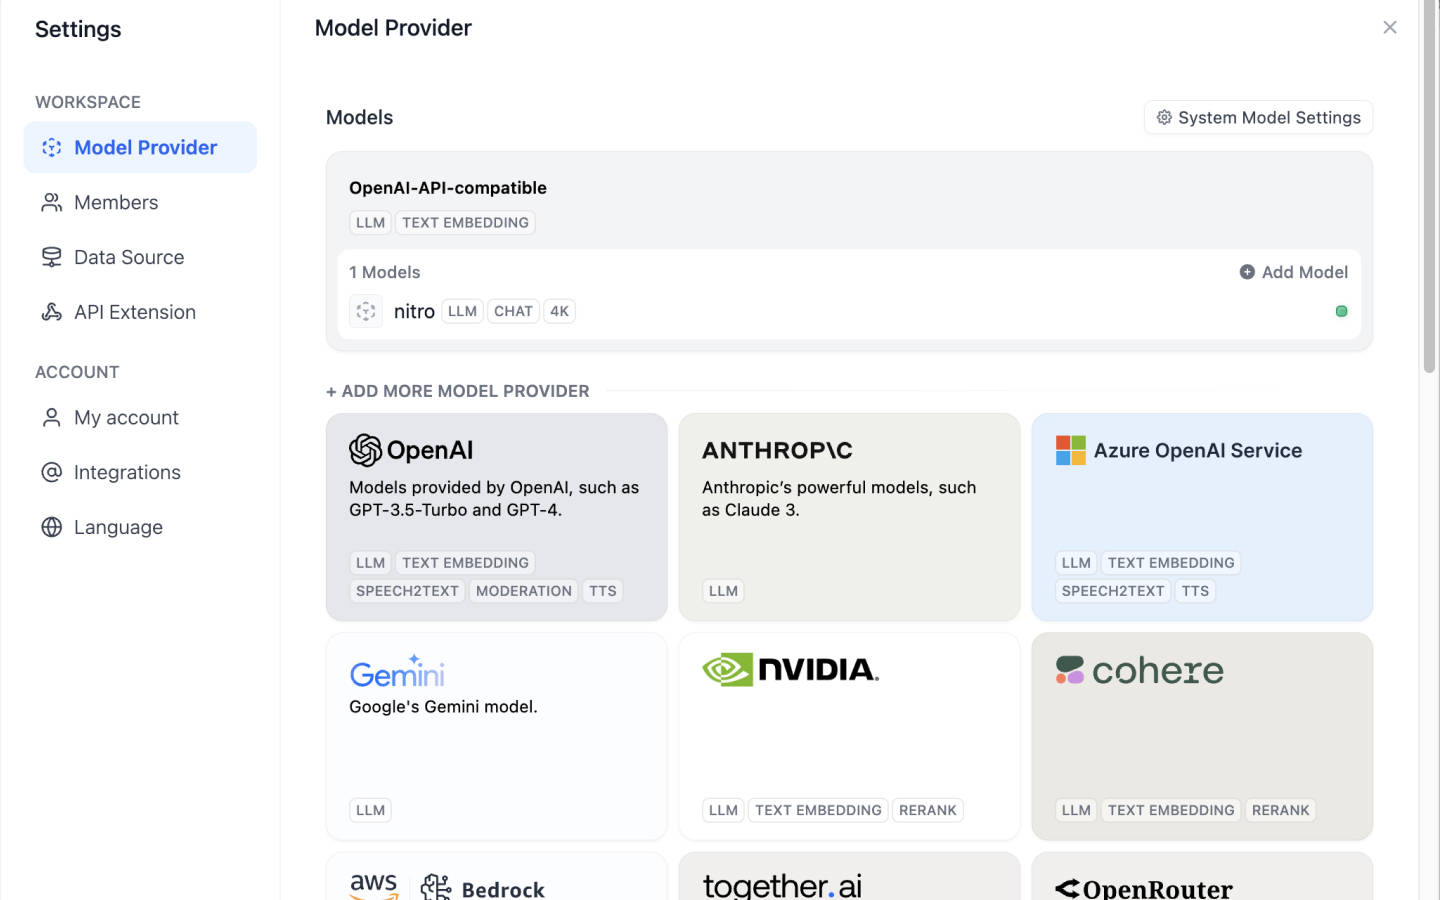 Settings
WORKSPACE
Model Provider
Members
Data Source
API Extension
ACCOUNT
My account
Integrations
Language
Model Provider
Models
System Model Settings
OpenAI-API-compatible
LLM TEXT EMBEDDING
1 Models
Add Model
nitro LLM CHAT 4K
+ ADD MORE MODEL PROVIDER
OpenAI
Models provided by OpenAI, such as
GPT-3.5-Turbo and GPT-4.
LLM TEXT EMBEDDING
SPEECH2TEXT MODERATION TTS
ANTHROP\C
Anthropic’s powerful models, such
as Claude 3.
LLM
Azure OpenAI Service
LLM TEXT EMBEDDING
SPEECH2TEXT TTS
Gemini
Google's Gemini model.
LLM
NVIDIA.
LLM TEXT EMBEDDING RERANK
cohere
LLM TEXT EMBEDDING RERANK
aws Bedrock
together.ai
OpenRouter